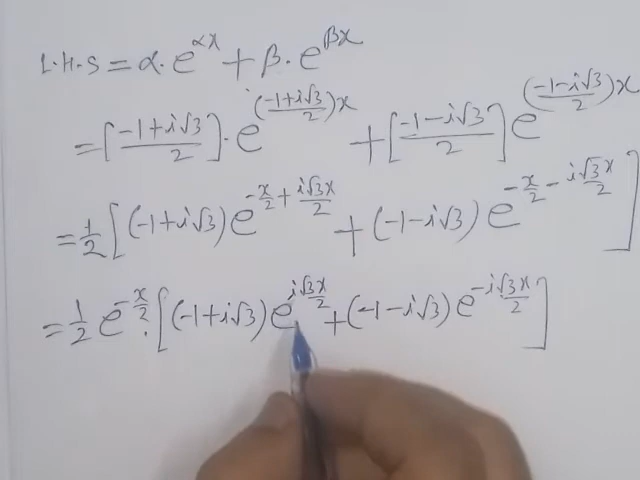 L.H.S = α.e^{αx} + β.e^{βx}
= [(-1+i√3)/2].e^{((-1+i√3)/2)x} + [(-1-i√3)/2]e^{((-1-i√3)/2)x}
= 1/2[(-1+i√3)e^{-x/2+i√3x/2} + (-1-i√3)e^{-x/2-i√3x/2}]
= 1/2 e^{-x/2}.[(-1+i√3)e^{i√3x/2} + (-1-i√3)e^{-i√3x/2}]